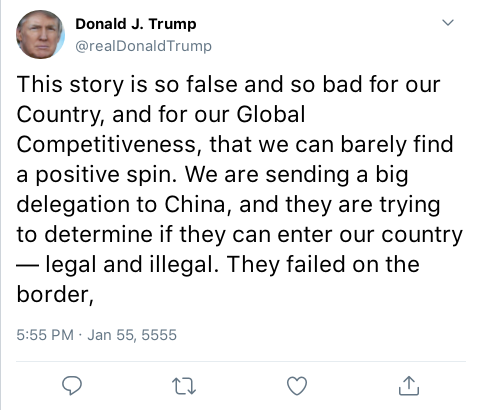 Donald J. Trump
@realDonaldTrump
This story is so false and so bad for our
Country, and for our Global
Competitiveness, that we can barely find
a positive spin. We are sending a big
delegation to China, and they are trying
to determine if they can enter our country
— legal and illegal. They failed on the
border,
5:55 PM · Jan 55, 5555